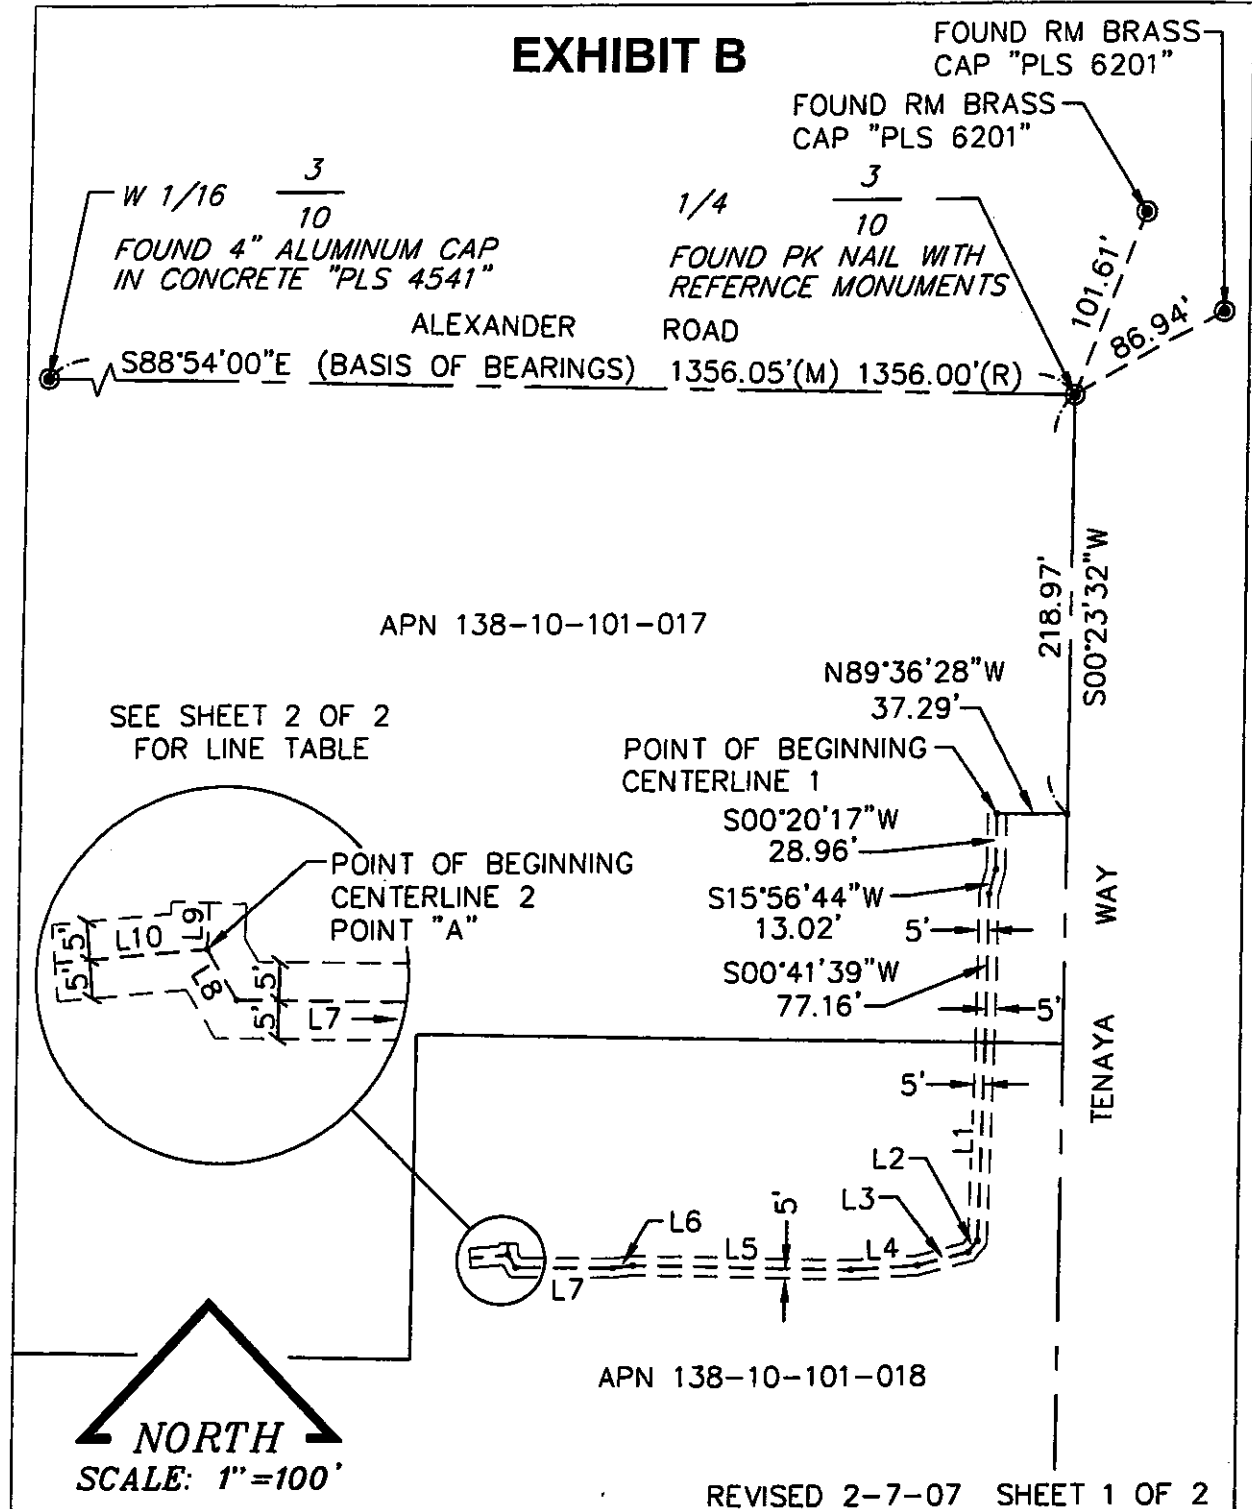 EXHIBIT B
FOUND RM BRASS
CAP "PLS 6201"
FOUND RM BRASS
CAP "PLS 6201"
W 1/16 3
10
FOUND 4" ALUMINUM CAP
IN CONCRETE "PLS 4541"
1/4 3
10
FOUND PK NAIL WITH
REFERNCE MONUMENTS
101.61'
86.94'
ALEXANDER ROAD
S88°54'00"E (BASIS OF BEARINGS) 1356.05'(M) 1356.00'(R)
218.97'
S00°23'32"W
APN 138-10-101-017
N89°36'28"W
37.29'
SEE SHEET 2 OF 2
FOR LINE TABLE
POINT OF BEGINNING
CENTERLINE 1
S00°20'17"W
28.96'
S15°56'44"W
13.02'
5'
S00°41'39"W
77.16'
5'
5'
POINT OF BEGINNING
CENTERLINE 2
POINT "A"
5'
5'
L10
L9
L8
5'
5'
L7
TENAYA WAY
L1
L2
L3
L4
5'
L5
L6
L7
APN 138-10-101-018
NORTH
SCALE: 1"=100'
REVISED 2-7-07 SHEET 1 OF 2